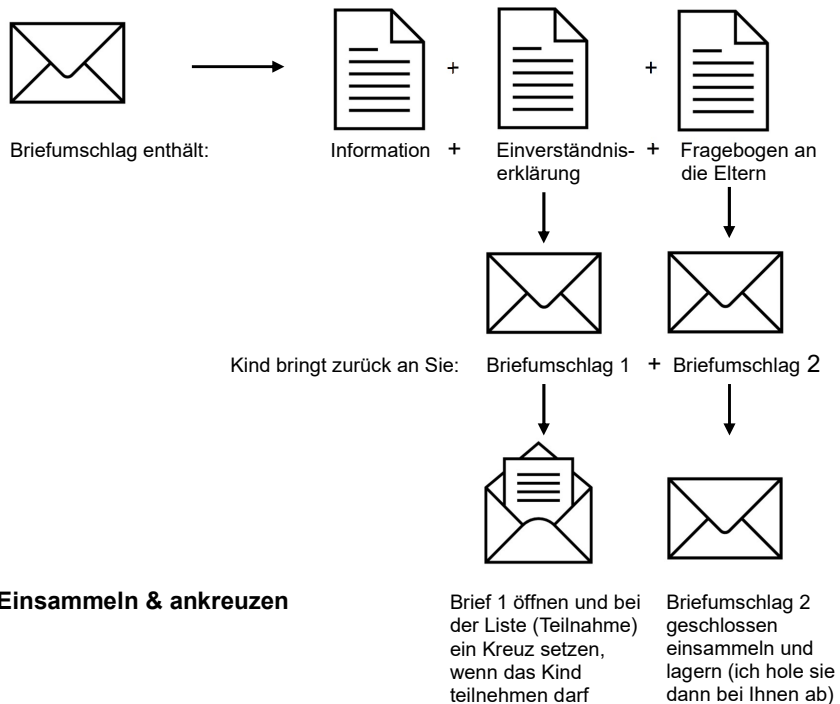 + +
Briefumschlag enthält: Information + Einverständnis- + Fragebogen an
erklärung die Eltern
Kind bringt zurück an Sie: Briefumschlag 1 + Briefumschlag 2
Einsammeln & ankreuzen
Brief 1 öffnen und bei
der Liste (Teilnahme)
ein Kreuz setzen,
wenn das Kind
teilnehmen darf
Briefumschlag 2
geschlossen
einsammeln und
lagern (ich hole sie
dann bei Ihnen ab)